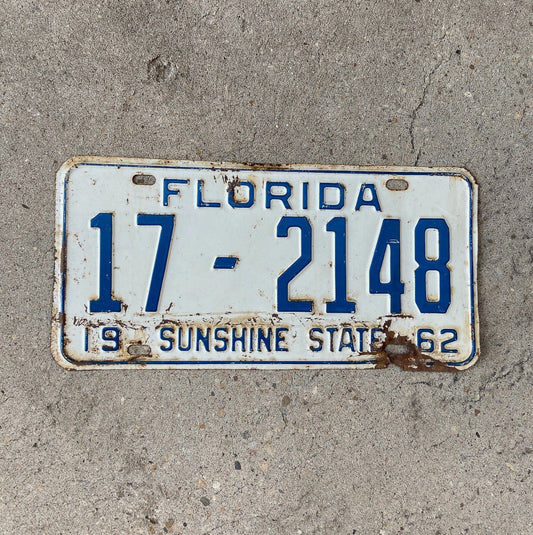 FLORIDA
17-2148
19 SUNSHINE STATE 62